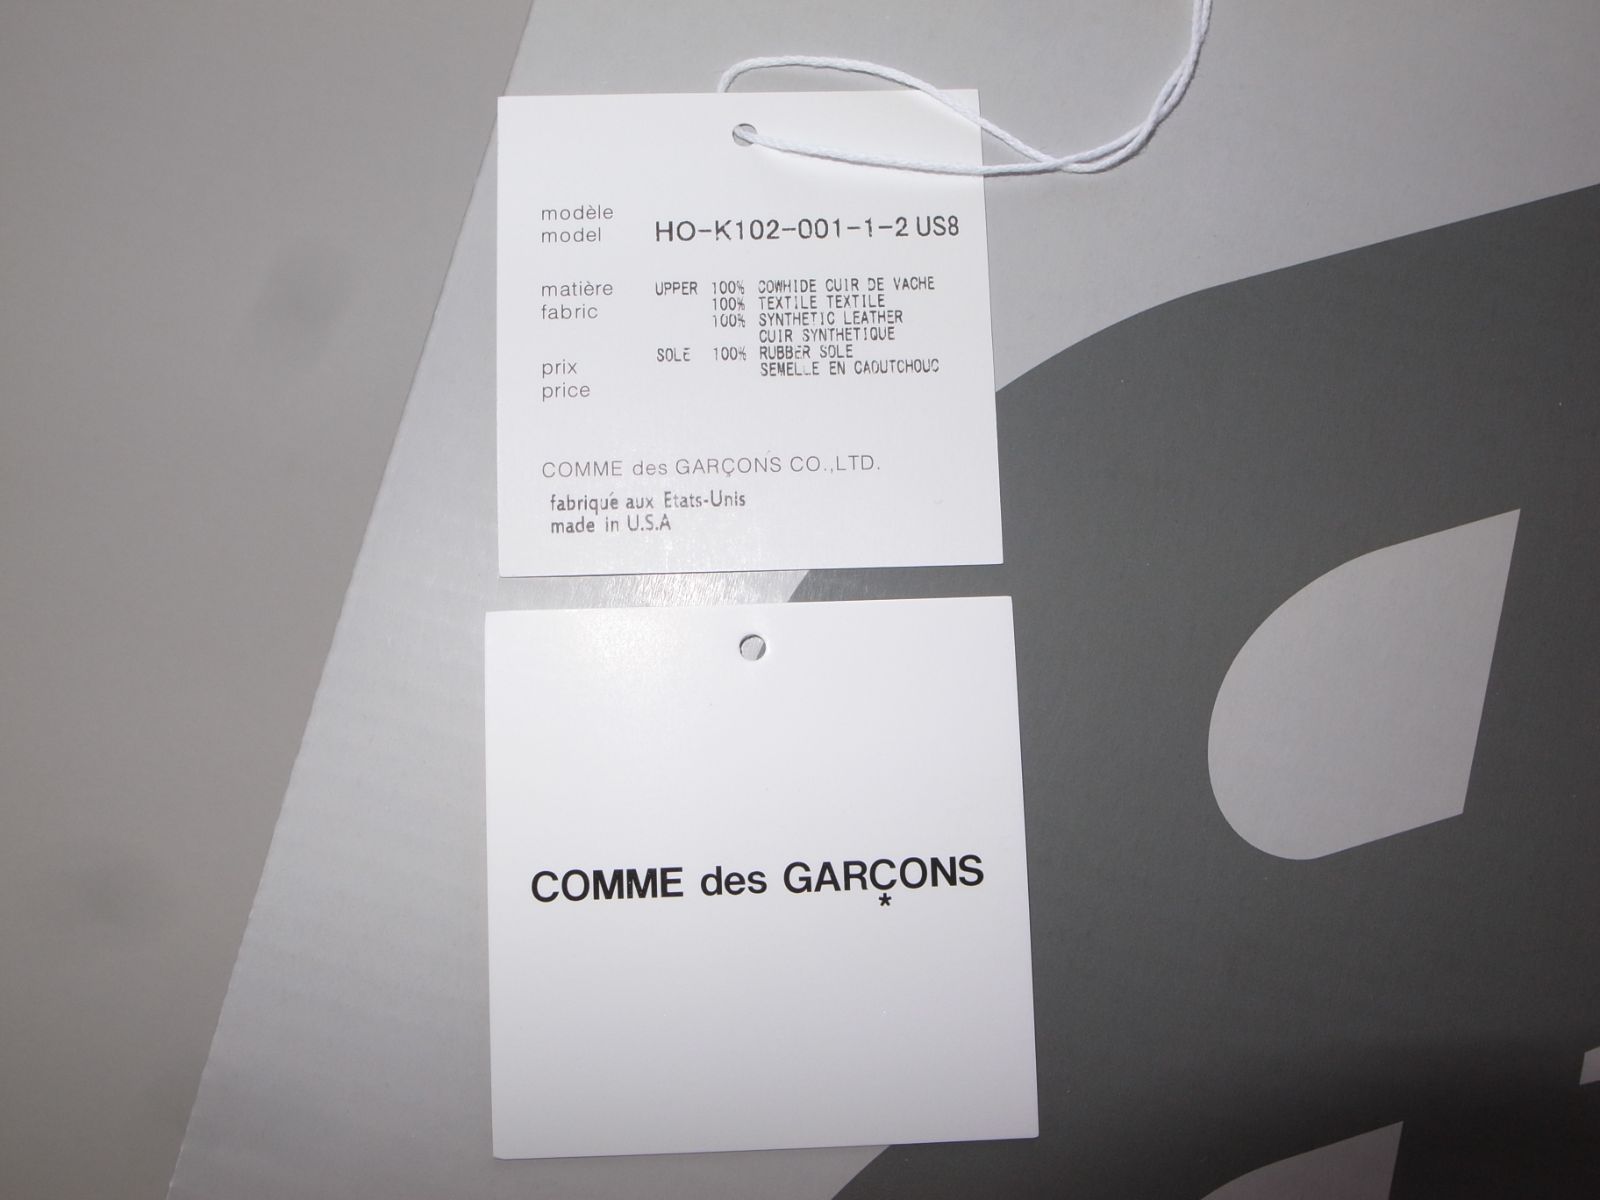 modèle
model HO-K102-001-1-2 US8
matière UPPER 100% COWHIDE CUIR DE VACHE
100% TEXTILE TEXTILE
fabric
100% SYNTHETIC LEATHER
CUIR SYNTHETIQUE
SOLE 100% RUBBER SOLE
prix SEMELLE EN CAOUTCHOUC
price
COMME des GARÇONS CO.,LTD.
fabriqué aux Etats-Unis
made in U.S.A
COMME des GARÇONS
*